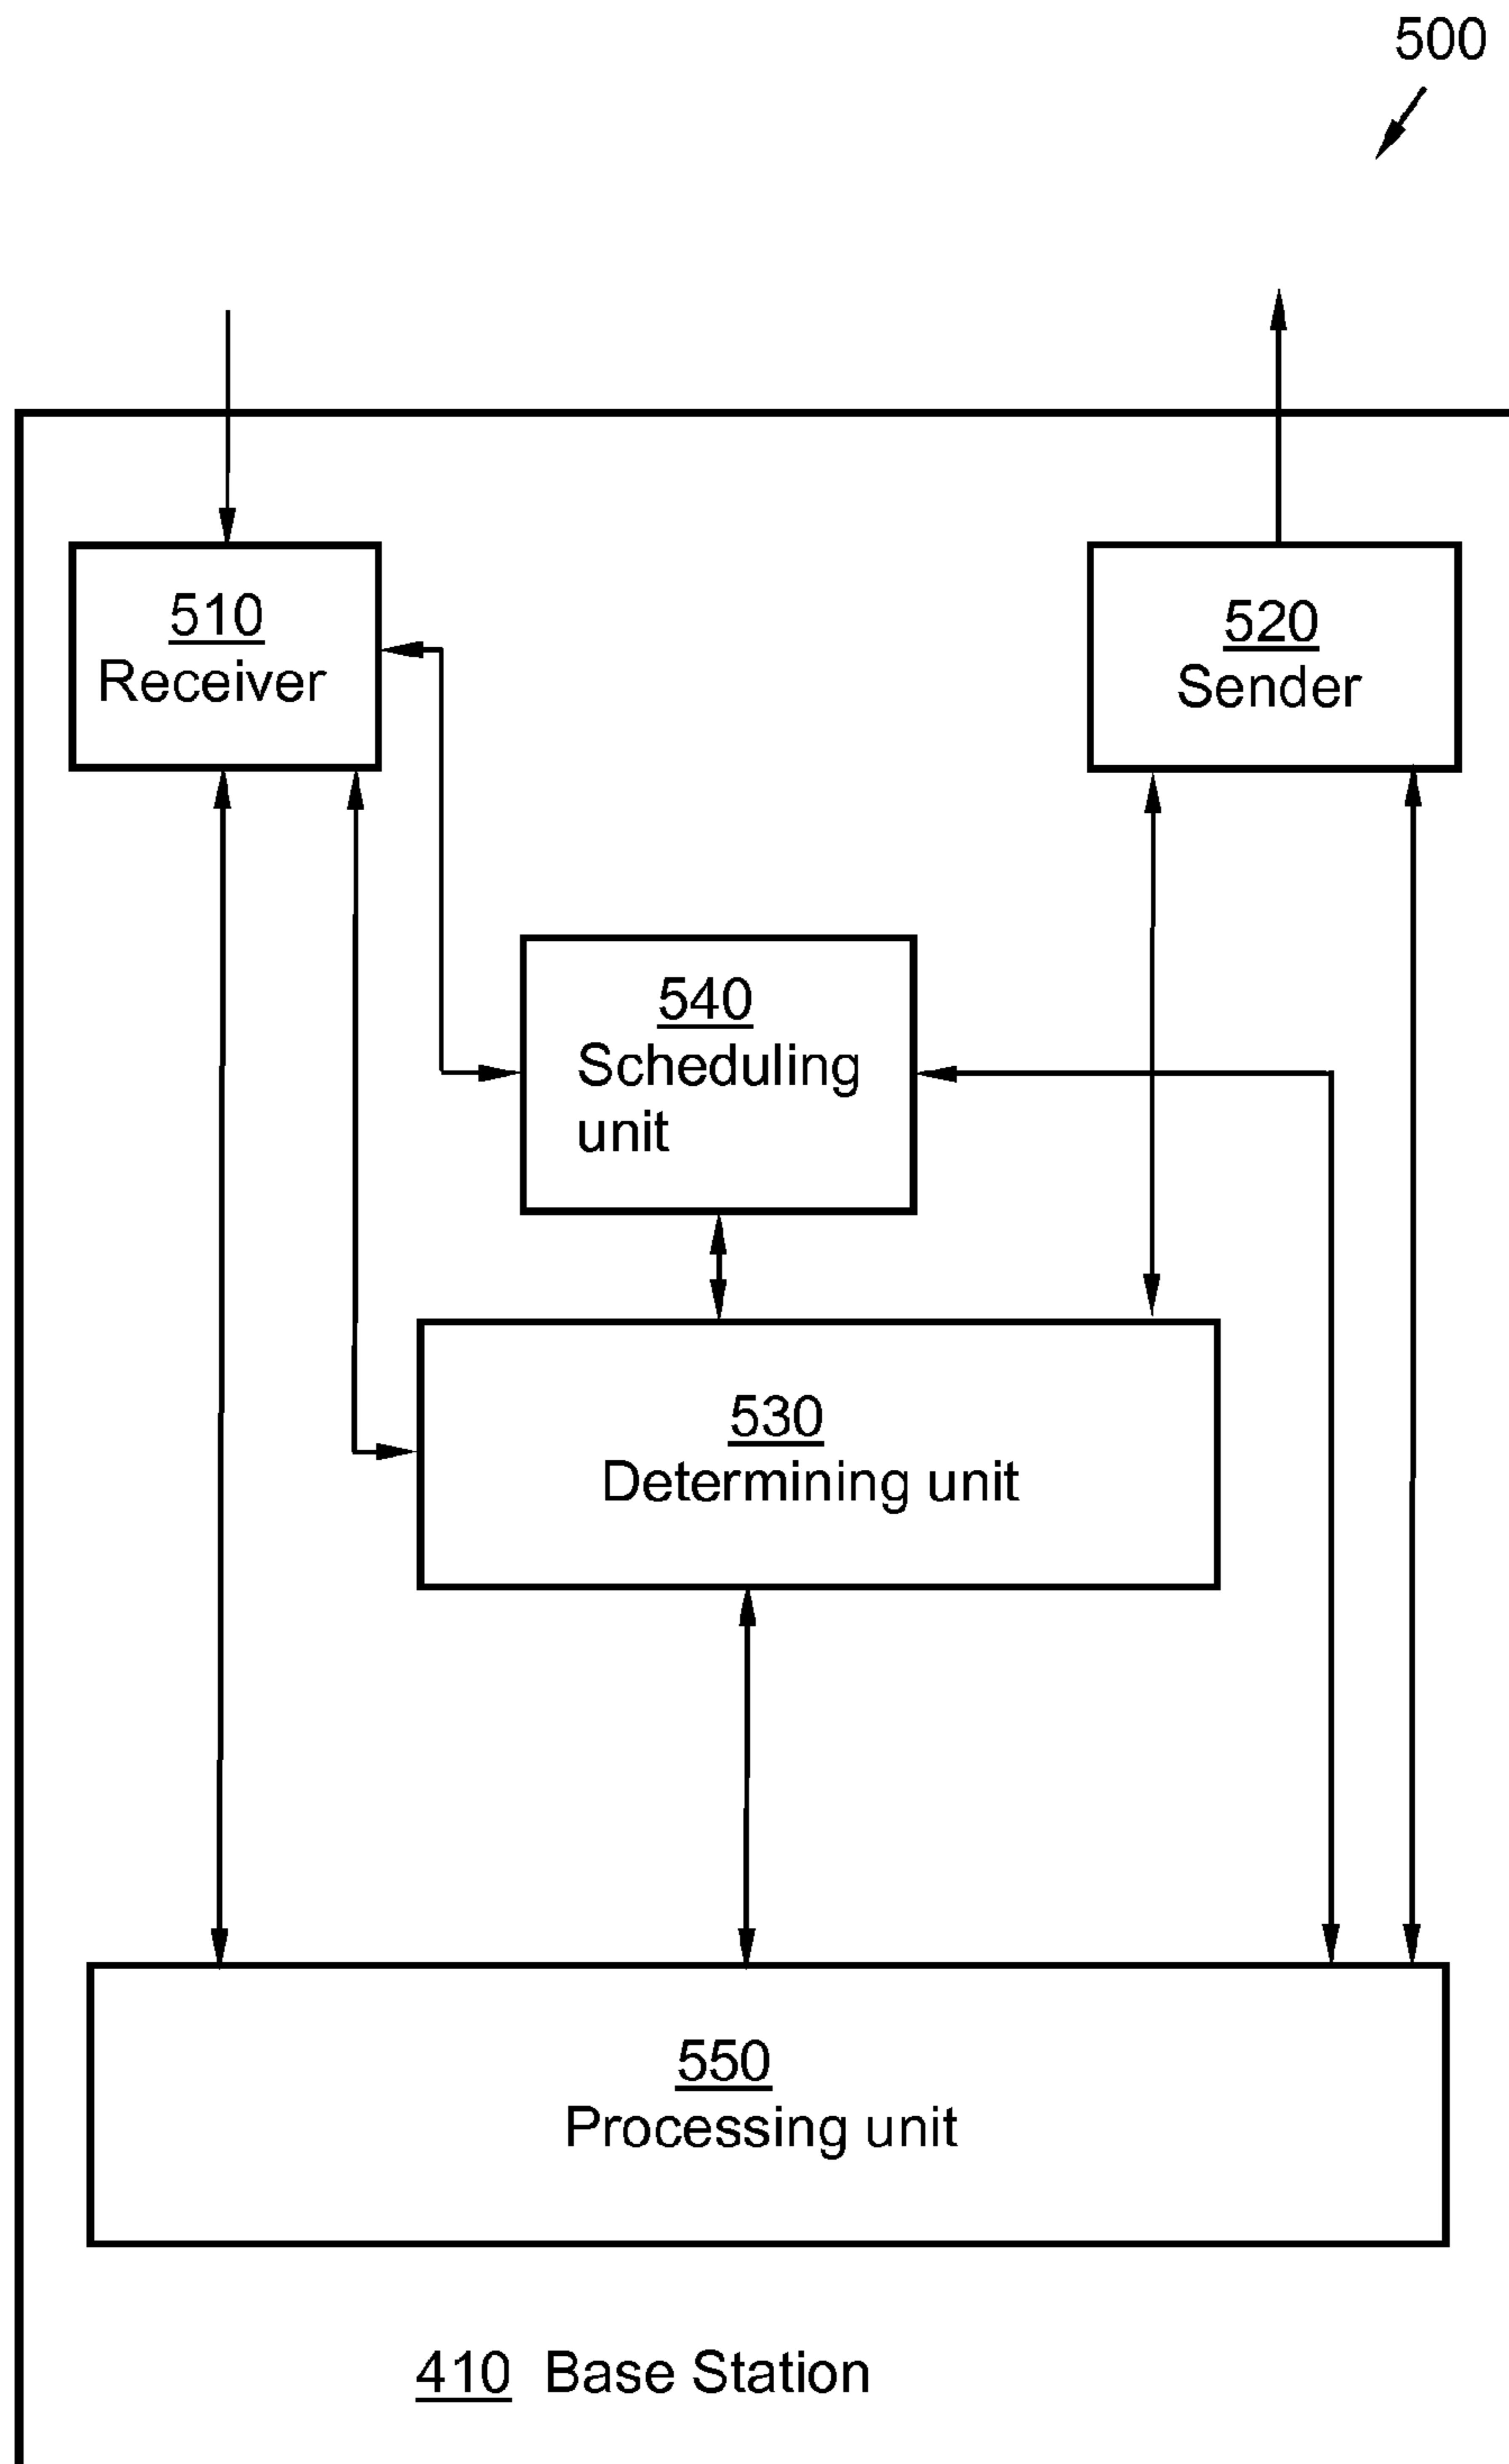 500
510
Receiver
520
Sender
540
Scheduling
unit
530
Determining unit
550
Processing unit
410 Base Station